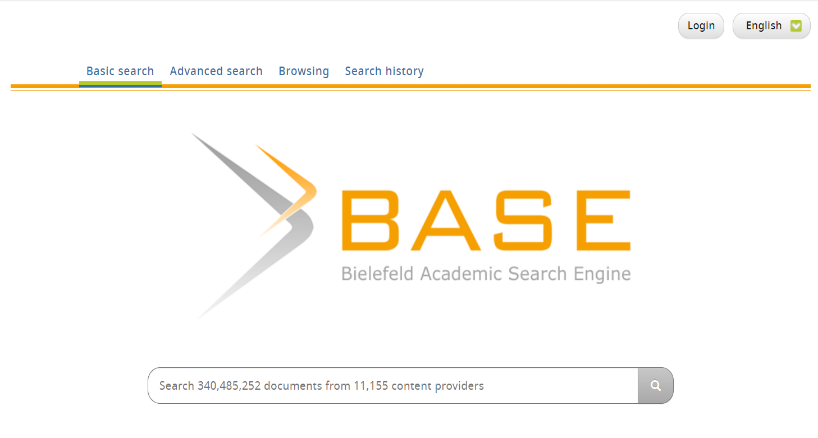 Login English
Basic search Advanced search Browsing Search history
BASE
Bielefeld Academic Search Engine
Search 340,485,252 documents from 11,155 content providers